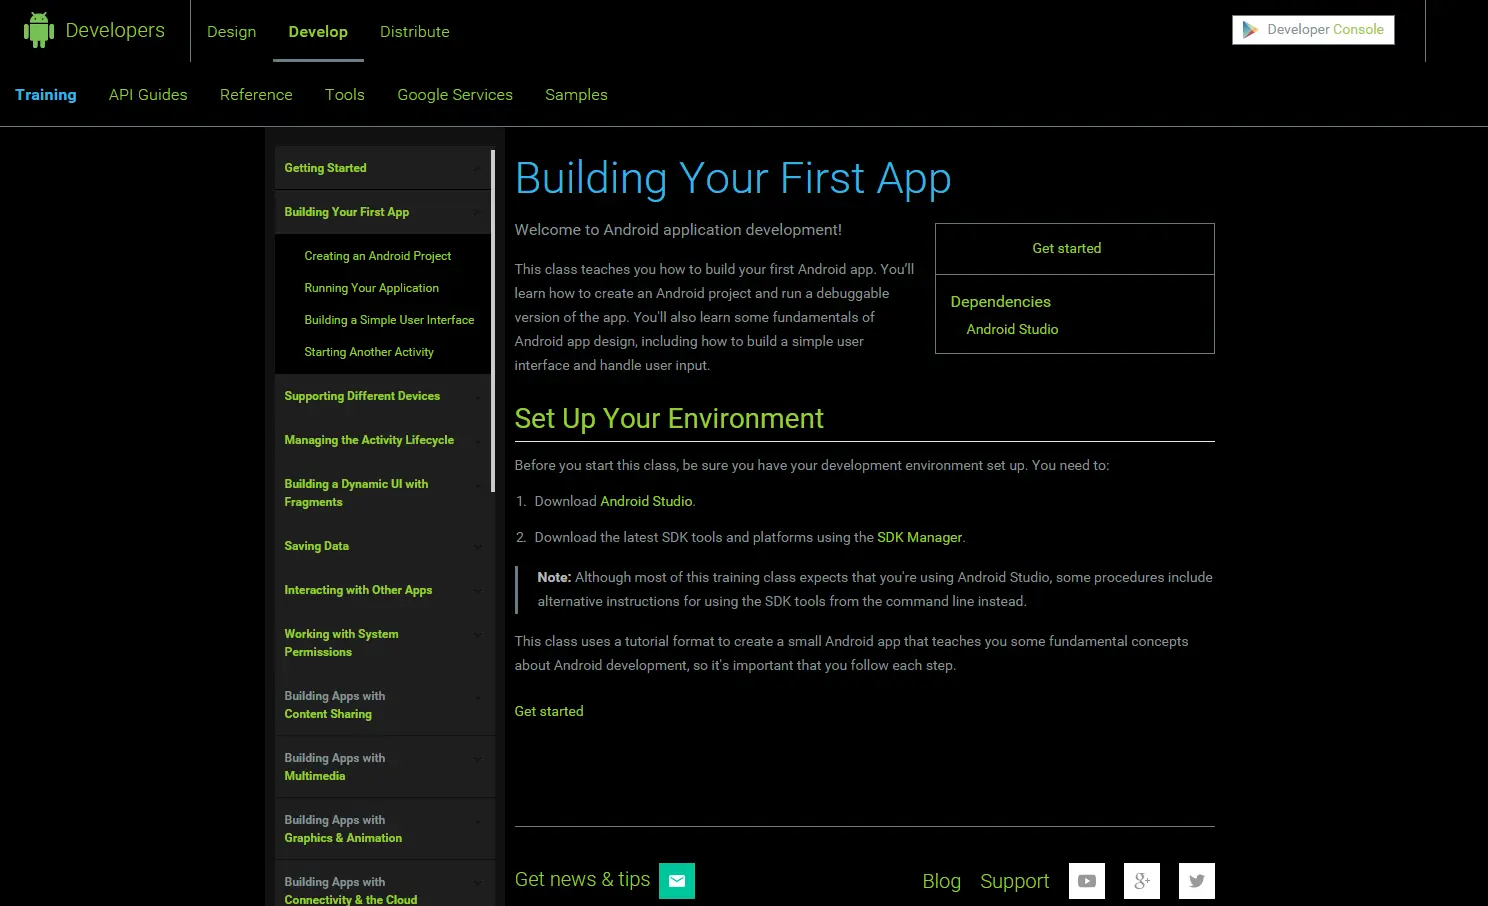 Developers
Design
Develop
Distribute
Developer Console
Training
API Guides
Reference
Tools
Google Services
Samples
Getting Started
Building Your First App
Creating an Android Project
Running Your Application
Building a Simple User Interface
Starting Another Activity
Supporting Different Devices
Managing the Activity Lifecycle
Building a Dynamic UI with
Fragments
Saving Data
Interacting with Other Apps
Working with System
Permissions
Building Apps with
Content Sharing
Building Apps with
Multimedia
Building Apps with
Graphics & Animation
Building Apps with
Connectivity & the Cloud
Building Your First App
Welcome to Android application development!
This class teaches you how to build your first Android app. You’ll
learn how to create an Android project and run a debuggable
version of the app. You'll also learn some fundamentals of
Android app design, including how to build a simple user
interface and handle user input.
Get started
Dependencies
Android Studio
Set Up Your Environment
Before you start this class, be sure you have your development environment set up. You need to:
1. Download Android Studio.
2. Download the latest SDK tools and platforms using the SDK Manager.
Note: Although most of this training class expects that you're using Android Studio, some procedures include
alternative instructions for using the SDK tools from the command line instead.
This class uses a tutorial format to create a small Android app that teaches you some fundamental concepts
about Android development, so it's important that you follow each step.
Get started
Get news & tips
Blog
Support
g+